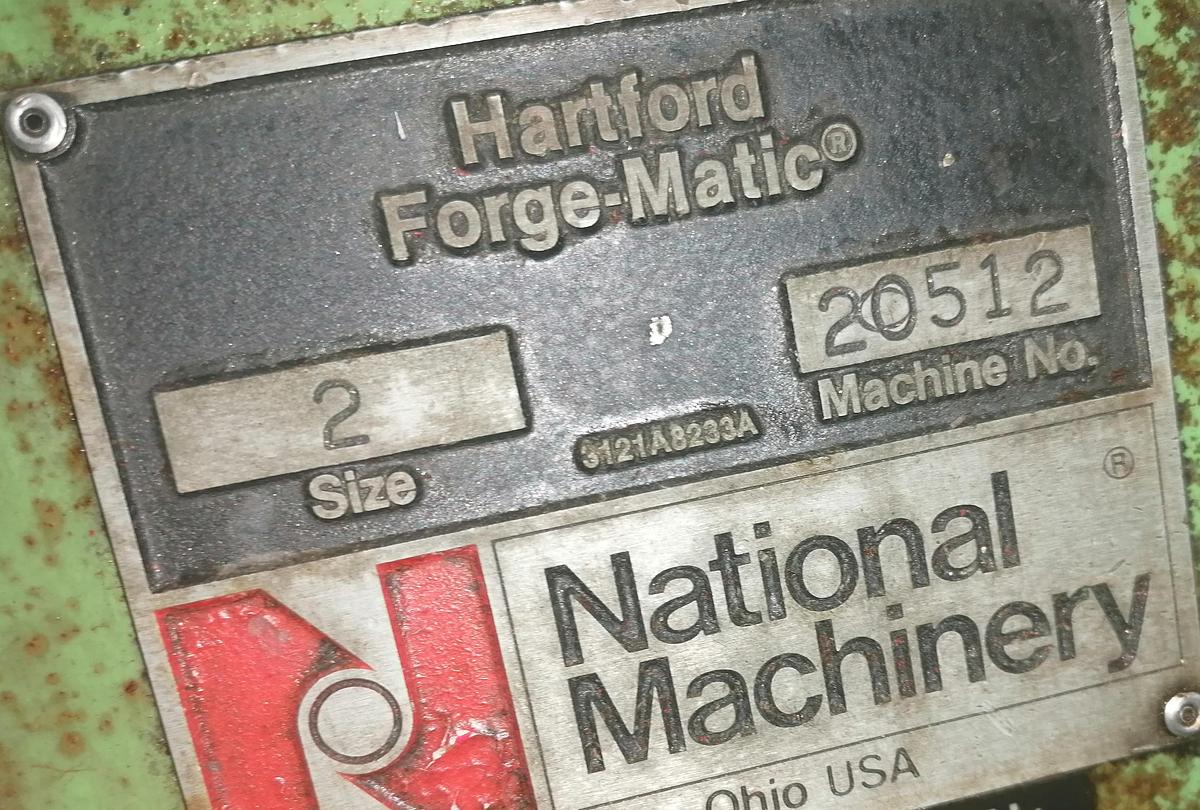 Hartford
Forge-Matic®
20512
Machine No.
2
Size
3121A8233A
National ®
Machinery
Ohio USA